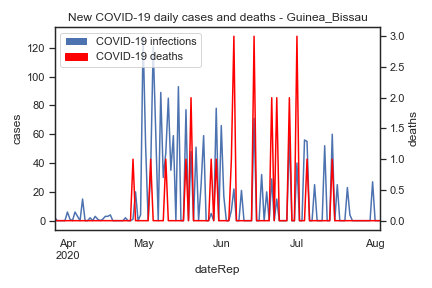 New COVID-19 daily cases and deaths - Guinea_Bissau
COVID-19 infections
COVID-19 deaths
120
100
80
60
40
20
0
cases
3.0
2.5
2.0
1.5
1.0
0.5
0.0
deaths
Apr
2020
May
Jun
Jul
Aug
dateRep